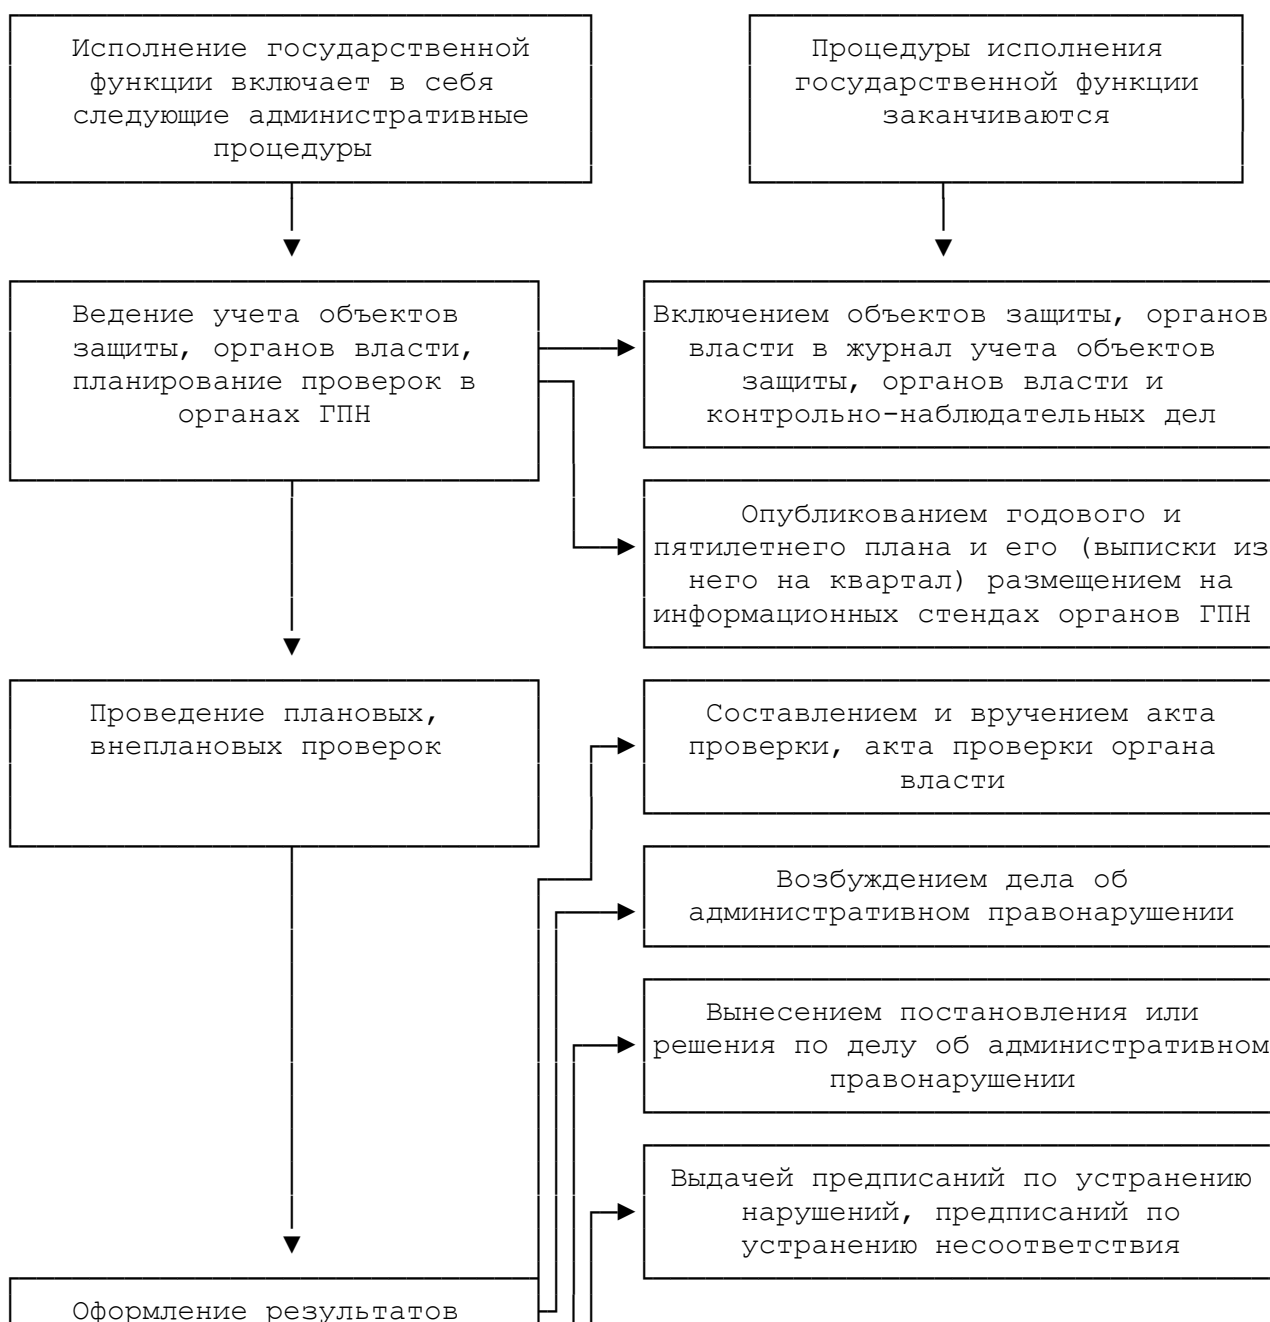 Исполнение государственной
функции включает в себя
следующие административные
процедуры
Процедуры исполнения
государственной функции
заканчиваются
Ведение учета объектов
защиты, органов власти,
планирование проверок в
органах ГПН
Включением объектов защиты, органов
власти в журнал учета объектов
защиты, органов власти и
контрольно-наблюдательных дел
Опубликованием годового и
пятилетнего плана и его (выписки из
него на квартал) размещением на
информационных стендах органов ГПН
Проведение плановых,
внеплановых проверок
Составлением и вручением акта
проверки, акта проверки органа
власти
Возбуждением дела об
административном правонарушении
Вынесением постановления или
решения по делу об административном
правонарушении
Выдачей предписаний по устранению
нарушений, предписаний по
устранению несоответствия
Оформление результатов